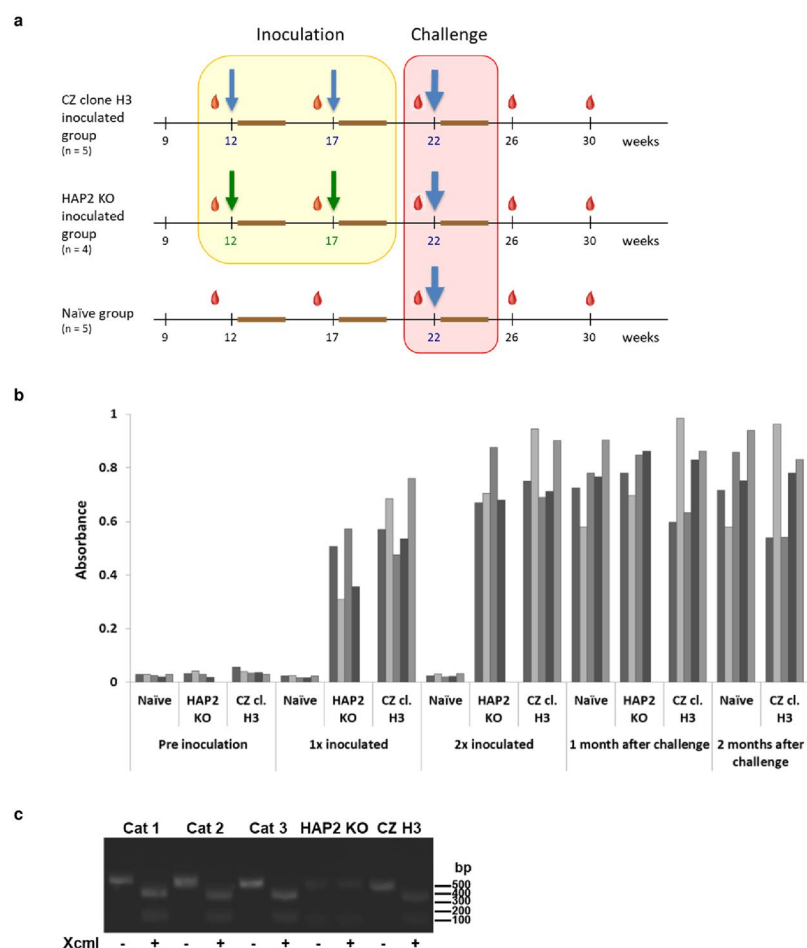 a
Inoculation Challenge
CZ clone H3
inoculated
group
(n = 5)
9 12 17 22 26 30 weeks
HAP2 KO
inoculated
group
(n = 4)
9 12 17 22 26 30 weeks
Naïve group
(n = 5)
9 12 17 22 26 30 weeks
b
Absorbance
1
0.8
0.6
0.4
0.2
0
Naïve HAP2 KO CZ cl. H3 Naïve HAP2 KO CZ cl. H3 Naïve HAP2 KO CZ cl. H3 Naïve HAP2 KO CZ cl. H3 Naïve CZ cl. H3
Pre inoculation 1x inoculated 2x inoculated 1 month after challenge 2 months after challenge
c
Cat 1 Cat 2 Cat 3 HAP2 KO CZ H3
bp
500
400
300
200
100
XcmI - + - + - + - + - +